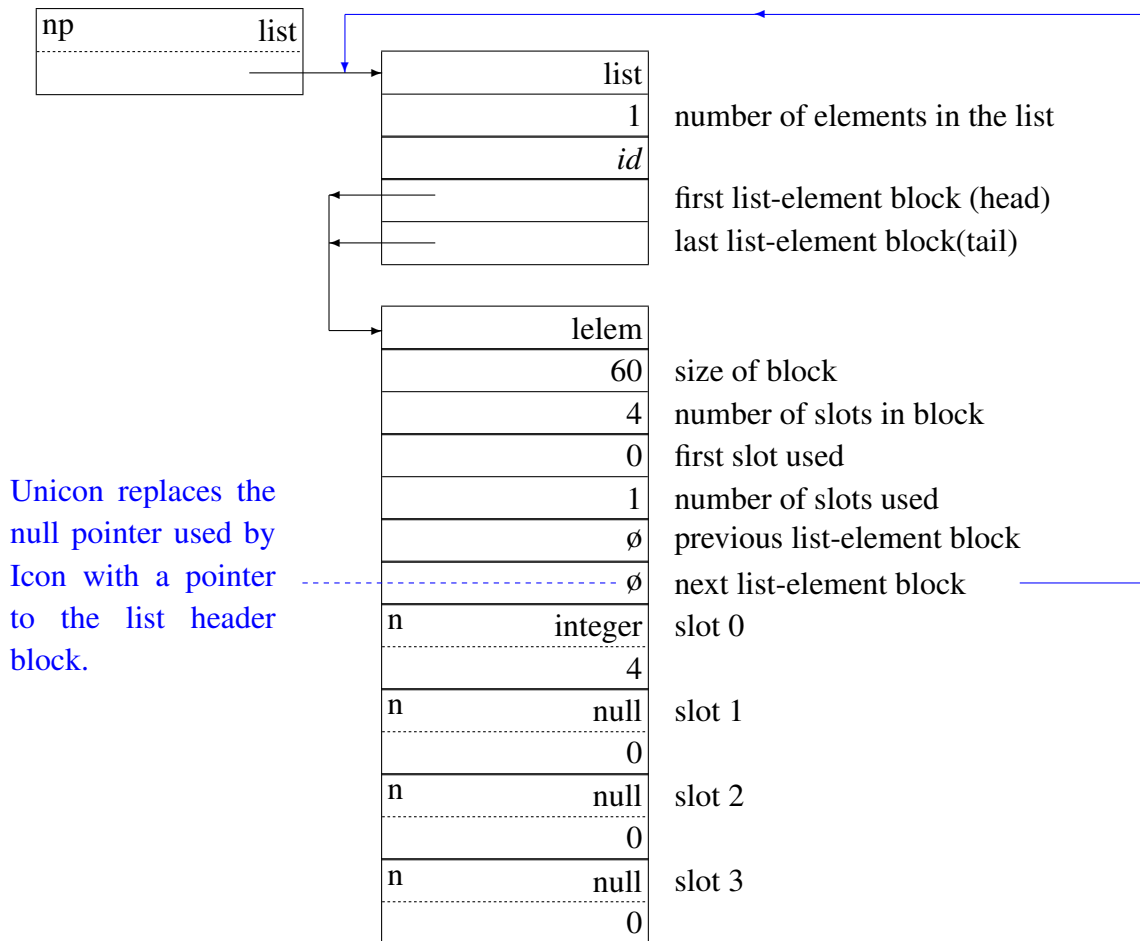 np list
list
1 number of elements in the list
id
first list-element block (head)
last list-element block(tail)
lelem
60 size of block
4 number of slots in block
0 first slot used
1 number of slots used
ø previous list-element block
ø next list-element block
Unicon replaces the
null pointer used by
Icon with a pointer
to the list header
block.
n integer slot 0
4
n null slot 1
0
n null slot 2
0
n null slot 3
0